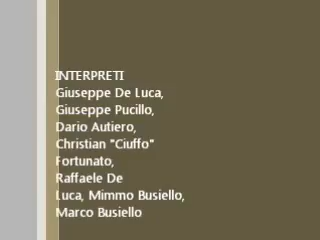 INTERPRETI
Giuseppe De Luca,
Giuseppe Pucillo,
Dario Autiero,
Christian "Ciuffo"
Fortunato,
Raffaele De
Luca, Mimmo Busiello,
Marco Busiello